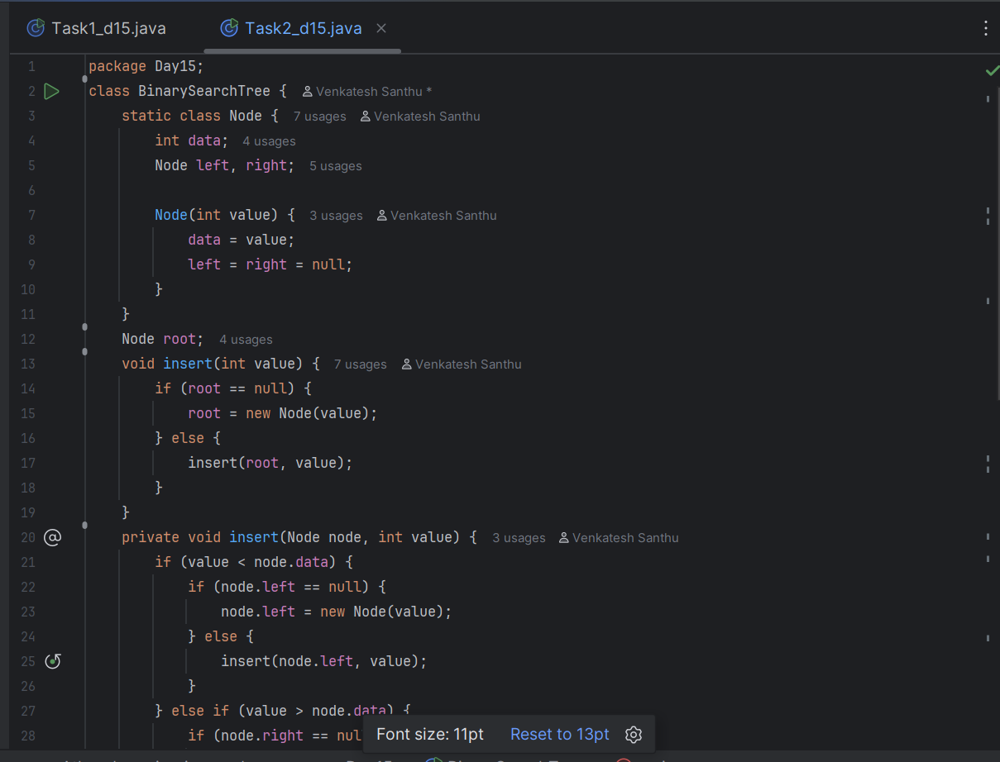 Task1_d15.java Task2_d15.java
1 package Day15;
2 class BinarySearchTree { Venkatesh Santhu *
3 static class Node { 7 usages Venkatesh Santhu
4 int data; 4 usages
5 Node left, right; 5 usages
6
7 Node(int value) { 3 usages Venkatesh Santhu
8 data = value;
9 left = right = null;
10 }
11 }
12 Node root; 4 usages
13 void insert(int value) { 7 usages Venkatesh Santhu
14 if (root == null) {
15 root = new Node(value);
16 } else {
17 insert(root, value);
18 }
19 }
20 @ private void insert(Node node, int value) { 3 usages Venkatesh Santhu
21 if (value < node.data) {
22 if (node.left == null) {
23 node.left = new Node(value);
24 } else {
25 insert(node.left, value);
26 }
27 } else if (value > node.data) {
28 if (node.right == nul
Font size: 11pt Reset to 13pt